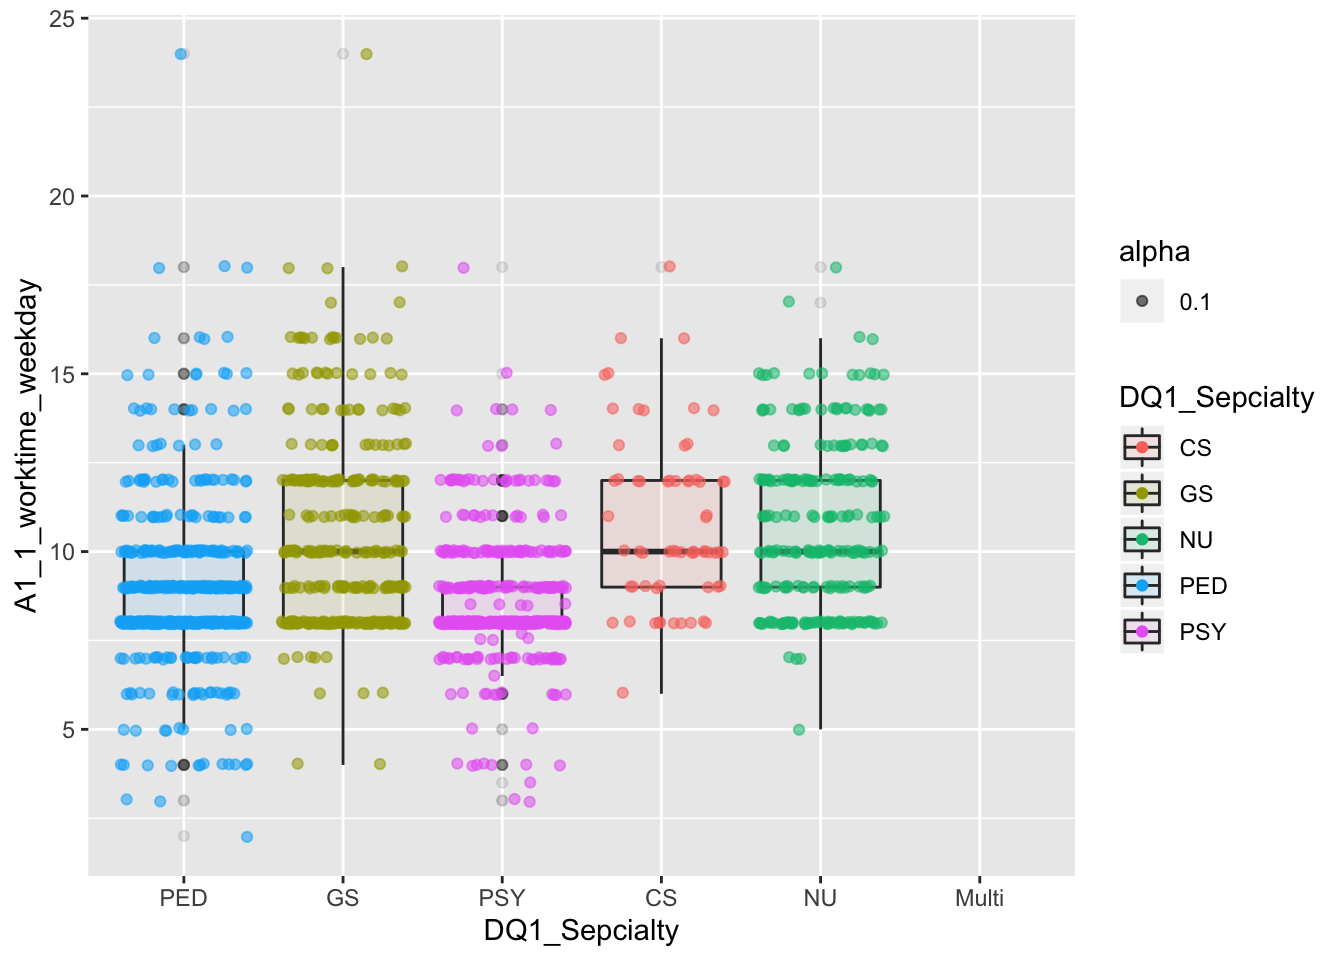 25
20
15
10
5
A1_1_worktime_weekday
PED
GS
PSY
CS
NU
Multi
DQ1_Sepcialty
alpha
0.1
DQ1_Sepcialty
CS
GS
NU
PED
PSY